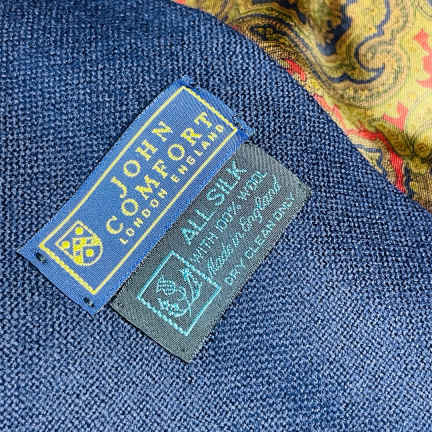 JOHN
COMFORT
LONDON ENGLAND
ALL SILK
WITH 100% WOOL
Made in England
DRY CLEAN ONLY